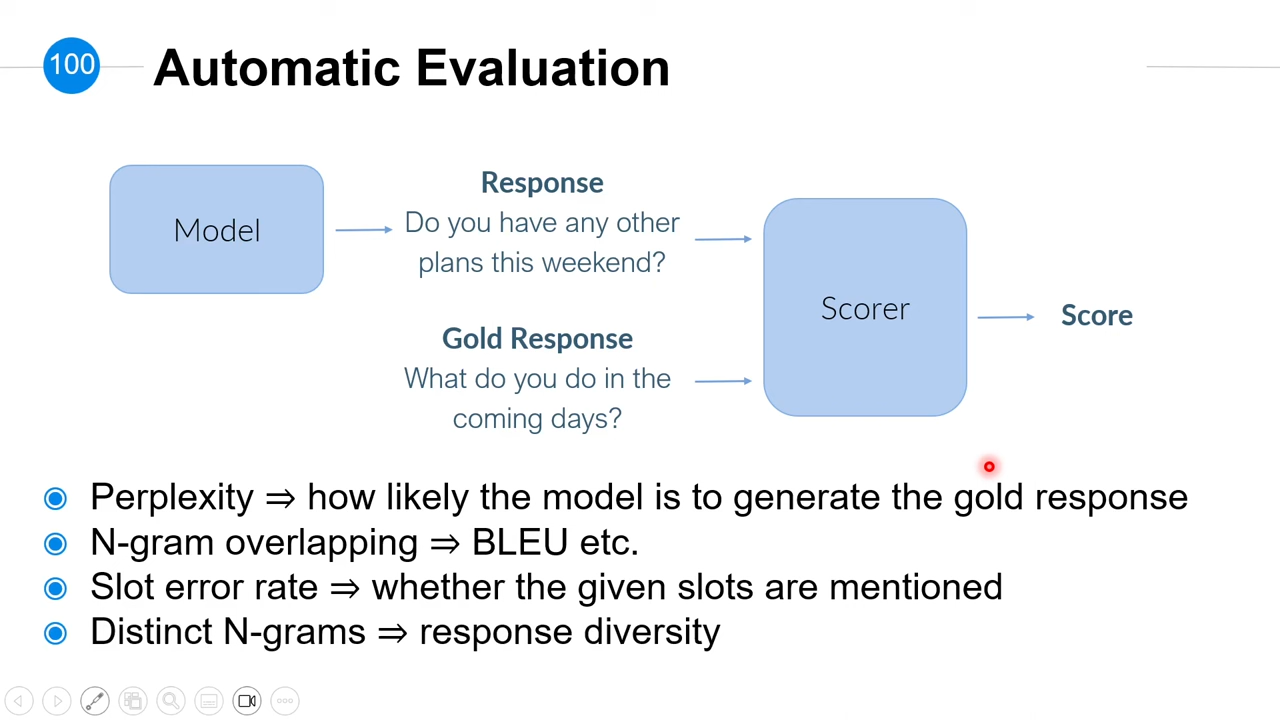 100
Automatic Evaluation
Model
Response
Do you have any other
plans this weekend?
Gold Response
What do you do in the
coming days?
Scorer
Score
Perplexity ⇒ how likely the model is to generate the gold response
N-gram overlapping ⇒ BLEU etc.
Slot error rate ⇒ whether the given slots are mentioned
Distinct N-grams ⇒ response diversity